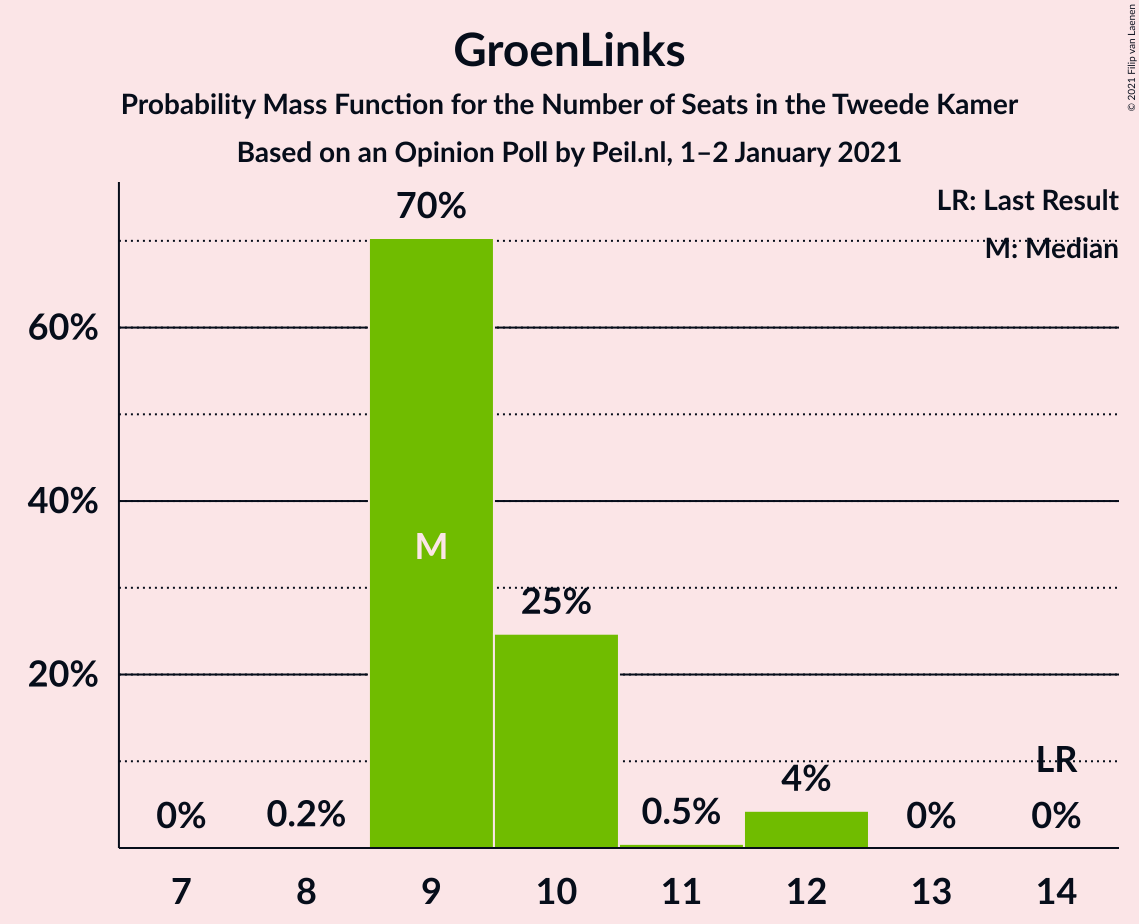 GroenLinks
Probability Mass Function for the Number of Seats in the Tweede Kamer
Based on an Opinion Poll by Peil.nl, 1–2 January 2021
© 2021 Filip van Laenen
LR: Last Result
M: Median
70%
60%
40%
M
25%
20%
LR
4%
0%
0.2%
0.5%
0%
0%
7
8
9
10
11
12
13
14